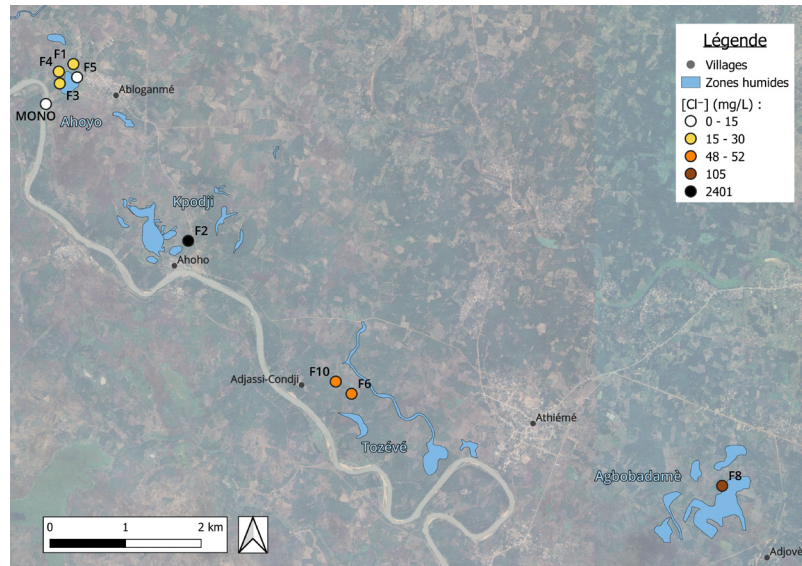 Légende
Villages
Zones humides
[Cl⁻] (mg/L) :
0 - 15
15 - 30
48 - 52
105
2401
F1
F4
F5
F3
MONO
Ahoyo
Abloganmé
Kpodji
F2
Ahoho
F10
F6
Adjassi-Condji
Tozévé
Athiémé
Agbobadamè
F8
Adjovè
0 1 2 km